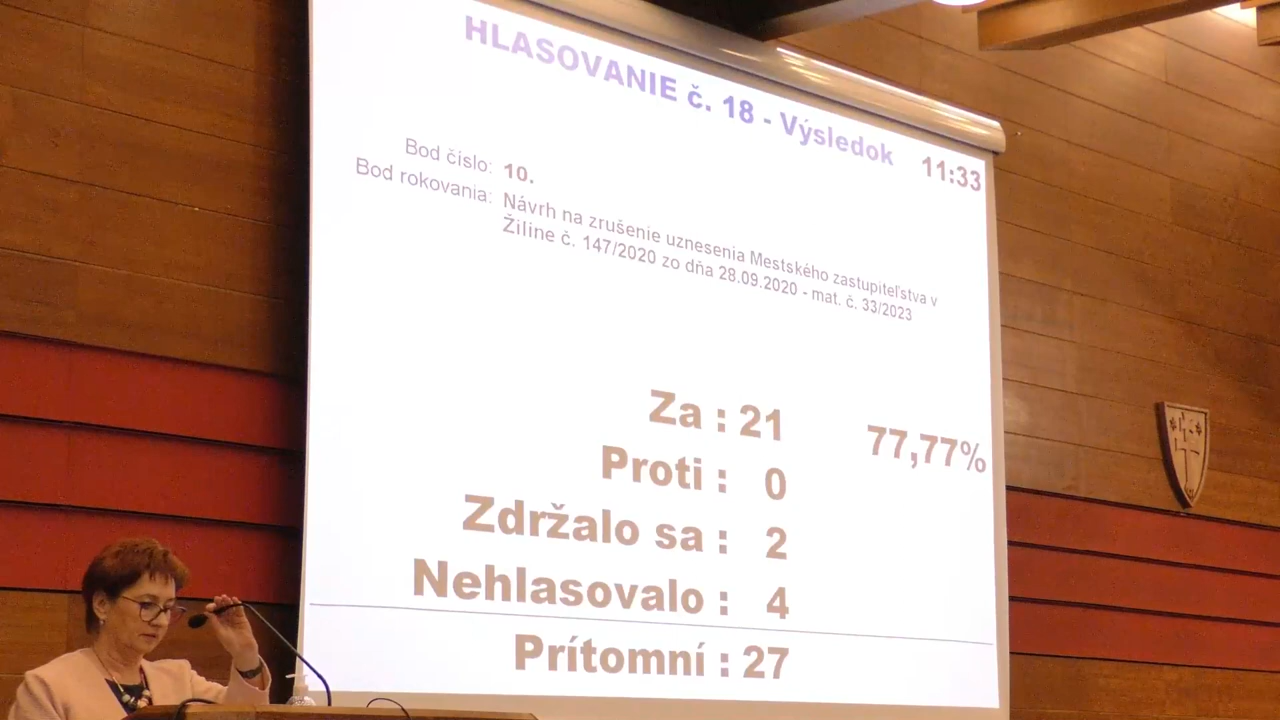 HLASOVANIE č. 18 - Výsledok 11:33
Bod číslo: 10.
Bod rokovania: Návrh na zrušenie uznesenia Mestského zastupiteľstva v
Žiline č. 147/2020 zo dňa 28.09.2020 - mat. č. 33/2023
Za : 21 77,77%
Proti : 0
Zdržalo sa : 2
Nehlasovalo : 4
Prítomní : 27